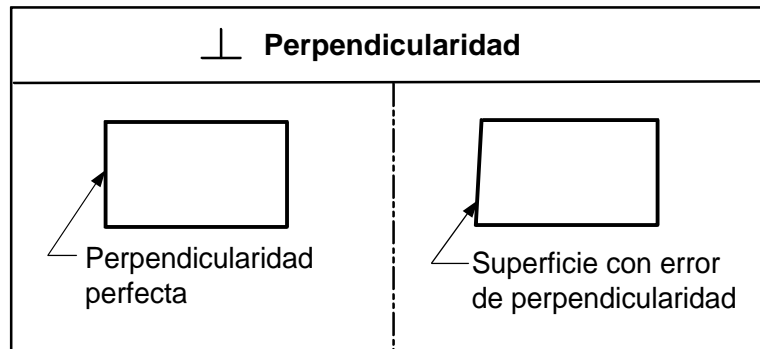 ⊥ Perpendicularidad
Perpendicularidad
perfecta
Superficie con error
de perpendicularidad